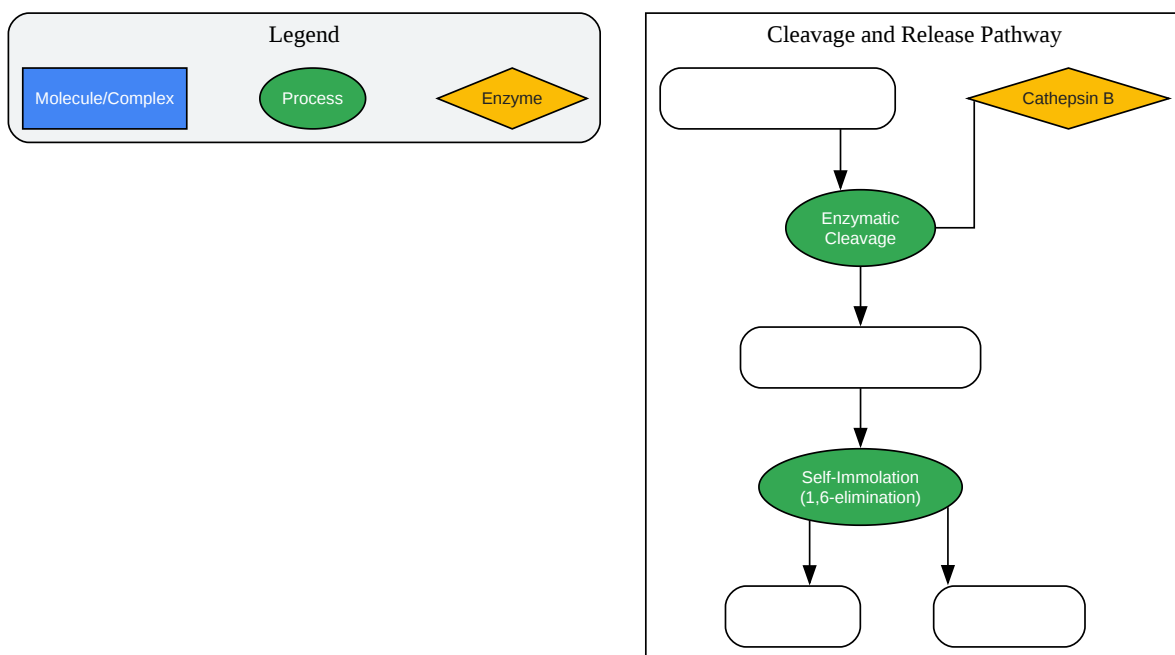 Legend
Molecule/Complex
Process
Enzyme
Cleavage and Release Pathway
Cathepsin B
Enzymatic
Cleavage
Self-Immolation
(1,6-elimination)